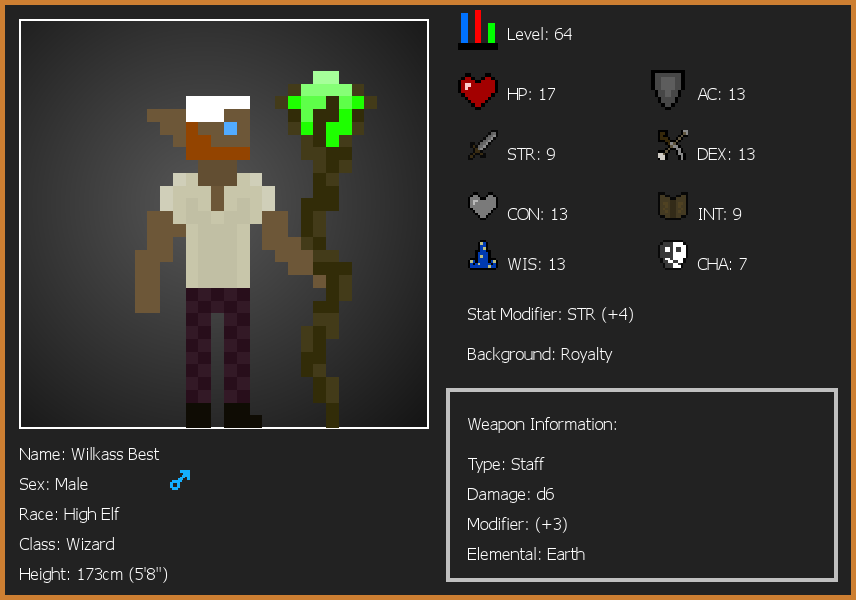 Level: 64
HP: 17
AC: 13
STR: 9
DEX: 13
CON: 13
INT: 9
WIS: 13
CHA: 7
Stat Modifier: STR (+4)
Background: Royalty
Weapon Information:
Type: Staff
Damage: d6
Modifier: (+3)
Elemental: Earth
Name: Wilkass Best
Sex: Male
Race: High Elf
Class: Wizard
Height: 173cm (5'8")